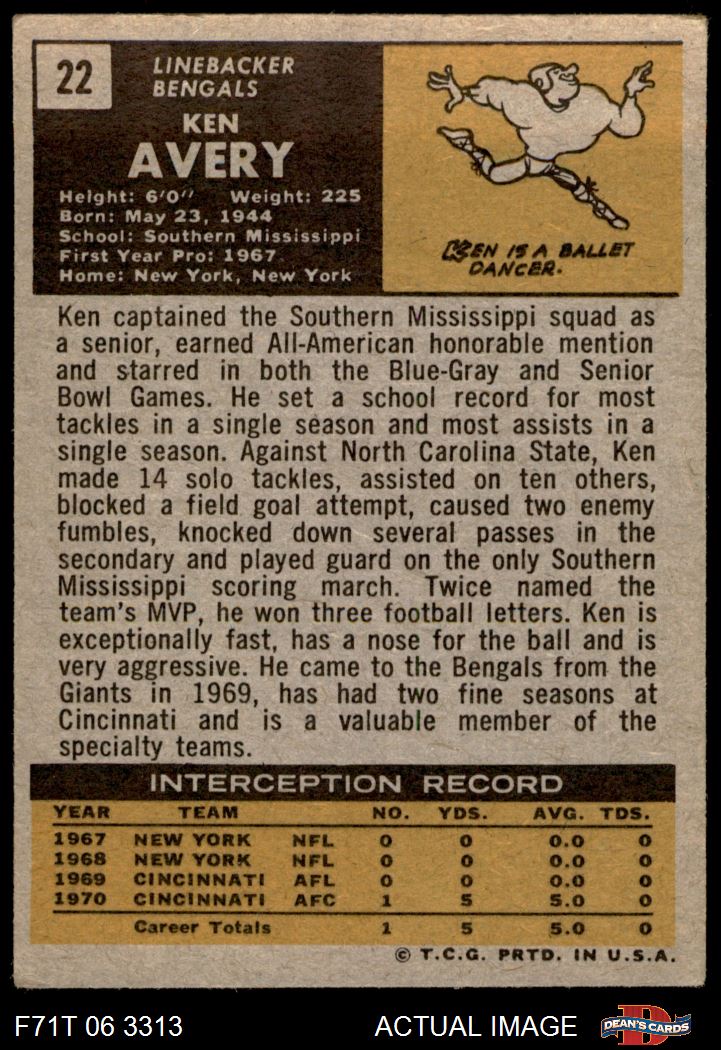 22
LINEBACKER
BENGALS
KEN
AVERY
Height: 6'0" Weight: 225
Born: May 23, 1944
School: Southern Mississippi
First Year Pro: 1967
Home: New York, New York
KEN IS A BALLET
DANCER.
Ken captained the Southern Mississippi squad as
a senior, earned All-American honorable mention
and starred in both the Blue-Gray and Senior
Bowl Games. He set a school record for most
tackles in a single season and most assists in a
single season. Against North Carolina State, Ken
made 14 solo tackles, assisted on ten others,
blocked a field goal attempt, caused two enemy
fumbles, knocked down several passes in the
secondary and played guard on the only Southern
Mississippi scoring march. Twice named the
team's MVP, he won three football letters. Ken is
exceptionally fast, has a nose for the ball and is
very aggressive. He came to the Bengals from the
Giants in 1969, has had two fine seasons at
Cincinnati and is a valuable member of the
specialty teams.
INTERCEPTION RECORD
YEAR TEAM NO. YDS. AVG. TDS.
1967 NEW YORK NFL 0 0 0.0 0
1968 NEW YORK NFL 0 0 0.0 0
1969 CINCINNATI AFL 0 0 0.0 0
1970 CINCINNATI AFC 1 5 5.0 0
Career Totals 1 5 5.0 0
© T.C.G. PRTD. IN U.S.A.
F71T 06 3313 ACTUAL IMAGE
D
DEAN'S CARDS